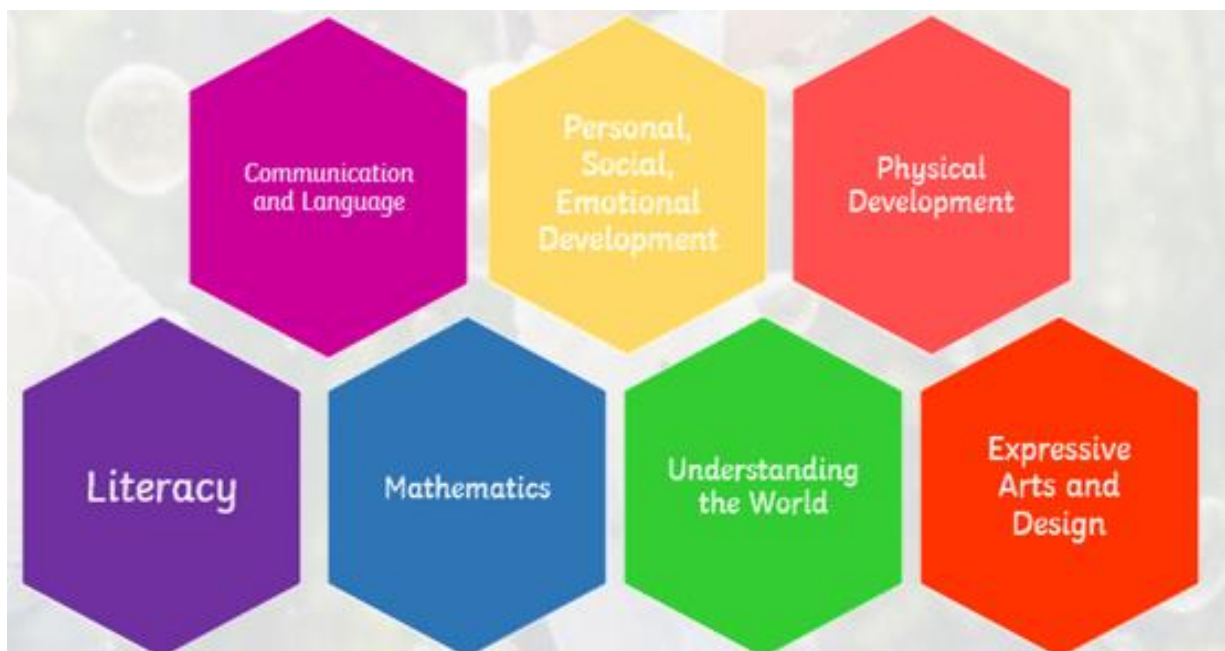 Communication
and Language
Personal,
Social,
Emotional
Development
Physical
Development
Literacy
Mathematics
Understanding
the World
Expressive
Arts and
Design